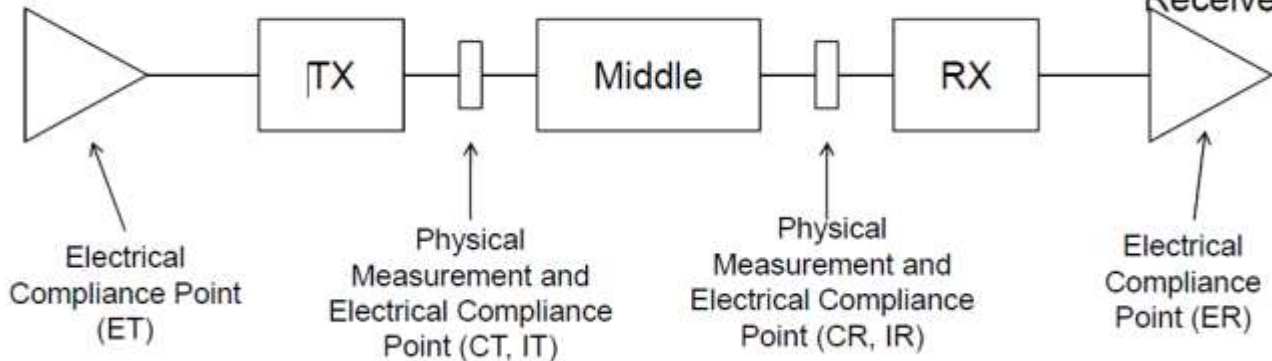 Receive
TX
Middle
RX
Electrical
Compliance Point
(ET)
Physical
Measurement and
Electrical Compliance
Point (CT, IT)
Physical
Measurement and
Electrical Compliance
Point (CR, IR)
Electrical
Compliance
Point (ER)